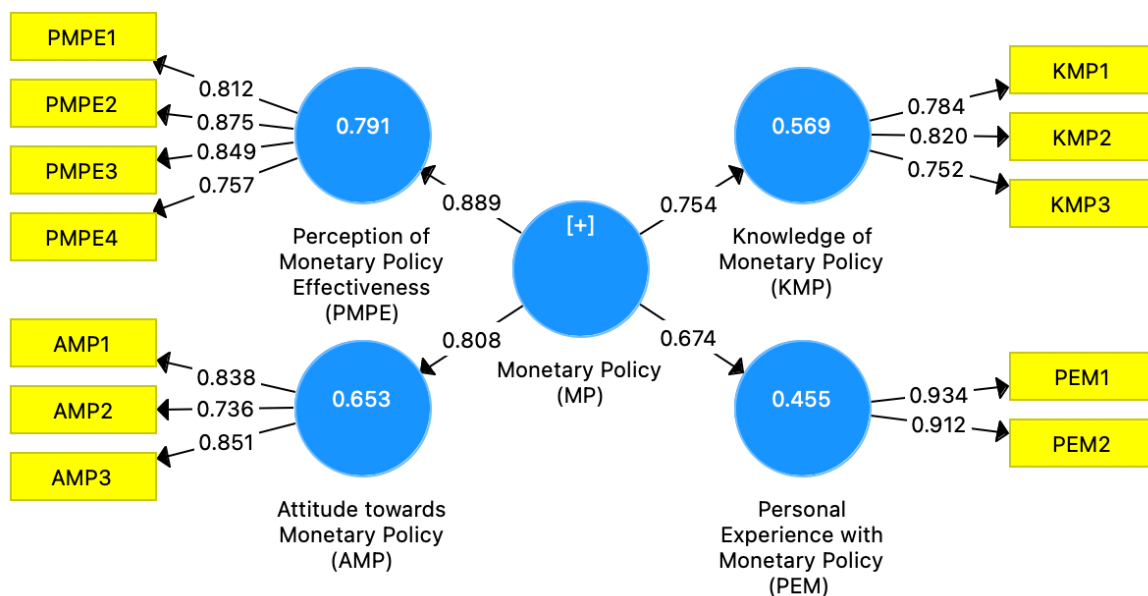 PMPE1
PMPE2
PMPE3
PMPE4
0.812
0.875
0.849
0.757
0.791
Perception of
Monetary Policy
Effectiveness
(PMPE)
0.889
AMP1
AMP2
AMP3
0.838
0.736
0.851
0.653
Attitude towards
Monetary Policy
(AMP)
0.808
[+]
Monetary Policy
(MP)
0.754
0.569
Knowledge of
Monetary Policy
(KMP)
0.784
0.820
0.752
KMP1
KMP2
KMP3
0.674
0.455
Personal
Experience with
Monetary Policy
(PEM)
0.934
0.912
PEM1
PEM2